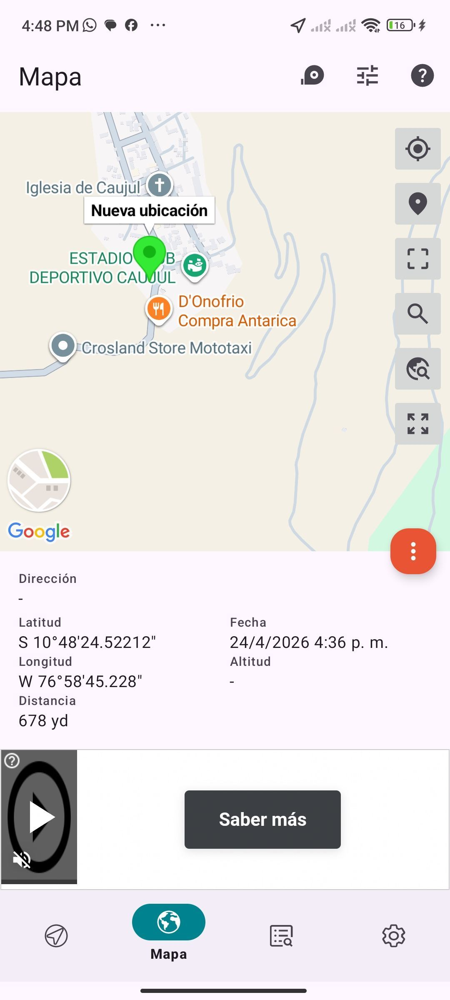 4:48 PM
16
Mapa
Iglesia de Caujul
Nueva ubicación
ESTADIO
B
DEPORTIVO CAUJUL
D'Onofrio
Compra Antarica
Crosland Store Mototaxi
Google
Dirección
-
Latitud
S 10°48'24.52212"
Fecha
24/4/2026 4:36 p. m.
Longitud
W 76°58'45.228"
Altitud
-
Distancia
678 yd
Saber más
Mapa